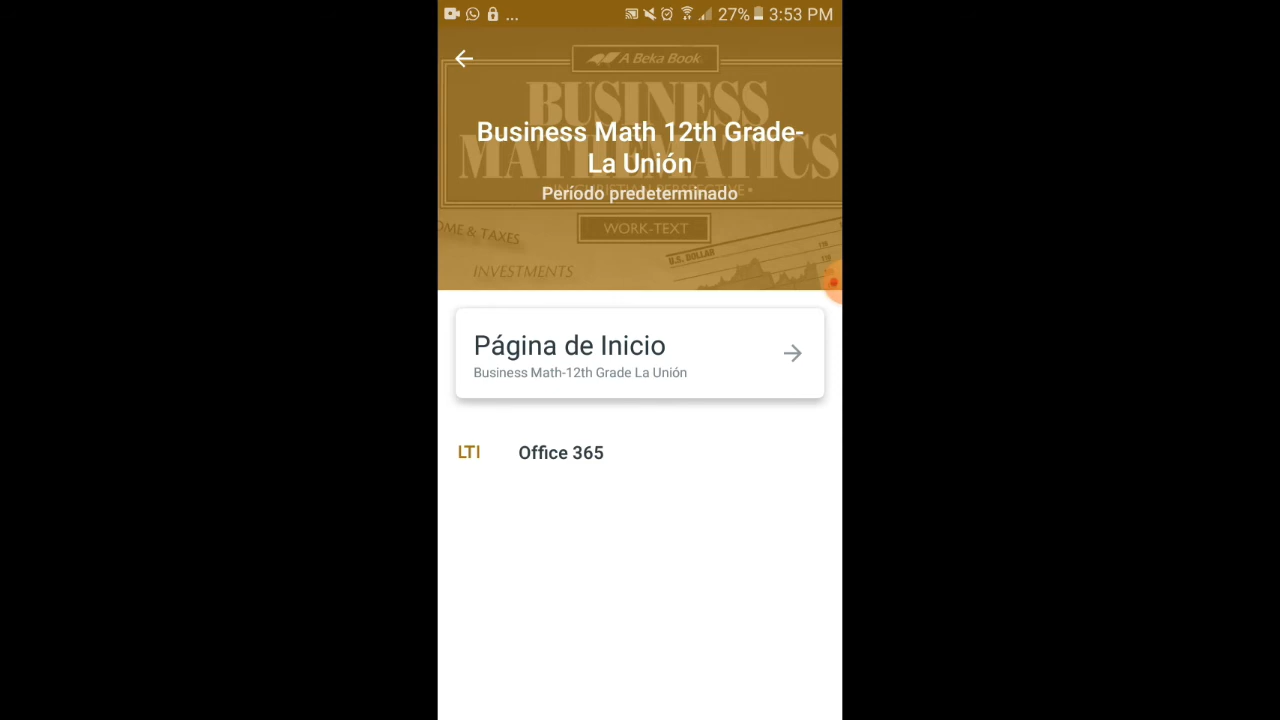 ... 27% 3:53 PM
A Beka Book
BUSINESS
MATHEMATICS
Business Math 12th Grade-
La Unión
Período predeterminado
WORK-TEXT
OME & TAXES
U.S. DOLLAR
INVESTMENTS
Página de Inicio
Business Math-12th Grade La Unión
LTI Office 365